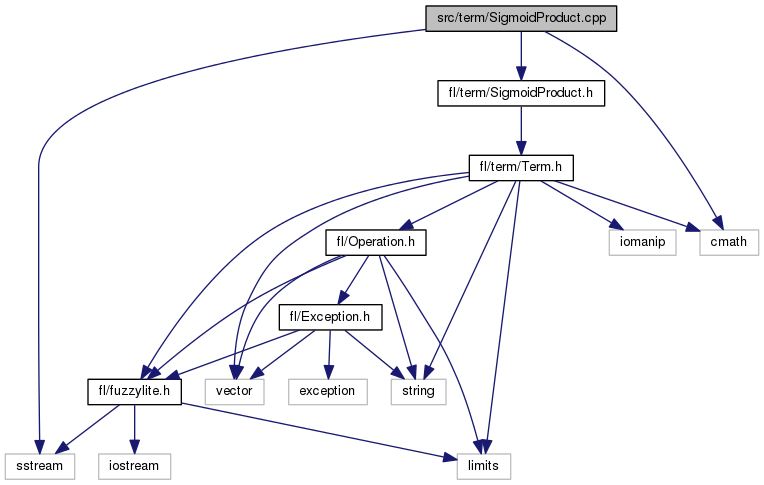 src/term/SigmoidProduct.cpp
fl/term/SigmoidProduct.h
fl/term/Term.h
fl/Operation.h
iomanip
cmath
fl/Exception.h
fl/fuzzylite.h
vector
exception
string
sstream
iostream
limits